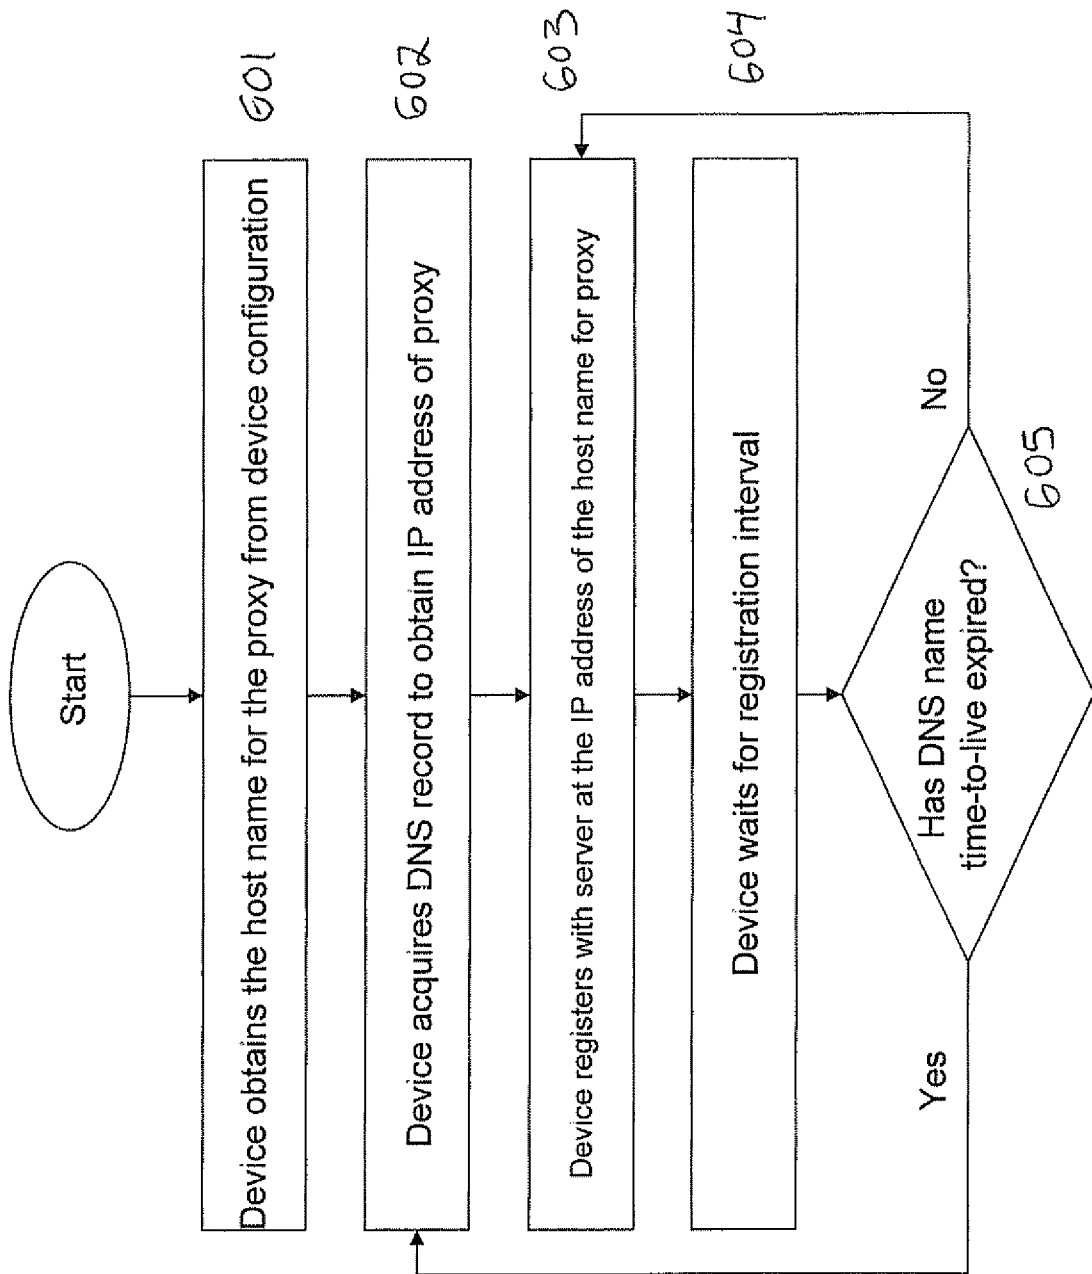 Start
Device obtains the host name for the proxy from device configuration
601
Device acquires DNS record to obtain IP address of proxy
602
Device registers with server at the IP address of the host name for proxy
603
Device waits for registration interval
604
Has DNS name
time-to-live expired?
605
Yes
No